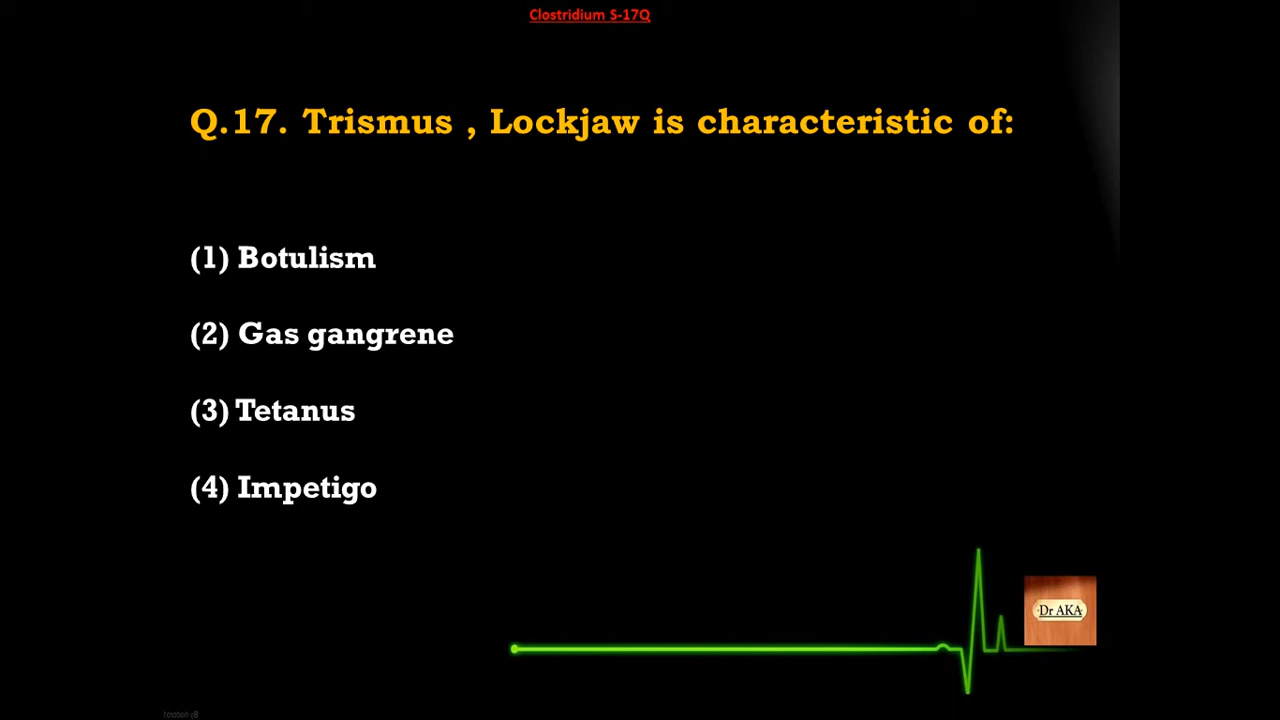 Clostridium S-17Q
Q.17. Trismus , Lockjaw is characteristic of:
(1) Botulism
(2) Gas gangrene
(3) Tetanus
(4) Impetigo
Dr AKA